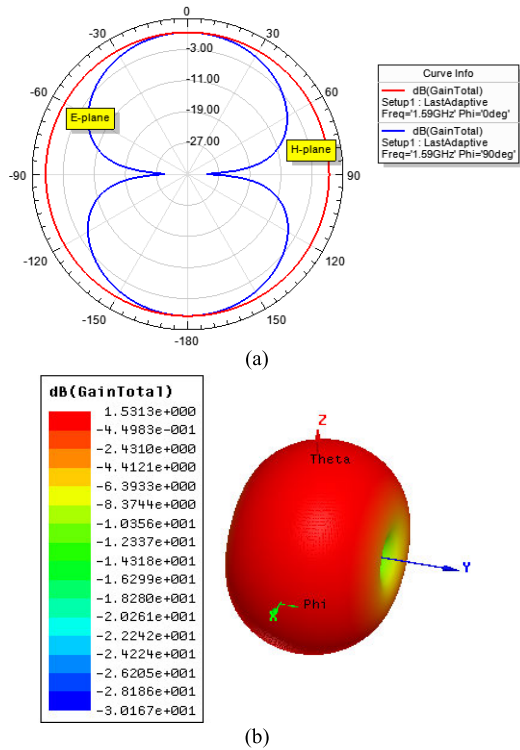 0
-30
30
-3.00
-60
-11.00
60
-19.00
E-plane
-27.00
H-plane
-90
90
-120
120
-150
150
-180
Curve Info
dB(GainTotal)
Setup1 : LastAdaptive
Freq='1.59GHz' Phi='0deg'
dB(GainTotal)
Setup1 : LastAdaptive
Freq='1.59GHz' Phi='90deg'
(a)
dB(GainTotal)
1.5313e+000
-4.4983e-001
-2.4310e+000
-4.4121e+000
-6.3933e+000
-8.3744e+000
-1.0356e+001
-1.2337e+001
-1.4318e+001
-1.6299e+001
-1.8280e+001
-2.0261e+001
-2.2242e+001
-2.4224e+001
-2.6205e+001
-2.8186e+001
-3.0167e+001
Z
Theta
Y
Phi
X
(b)